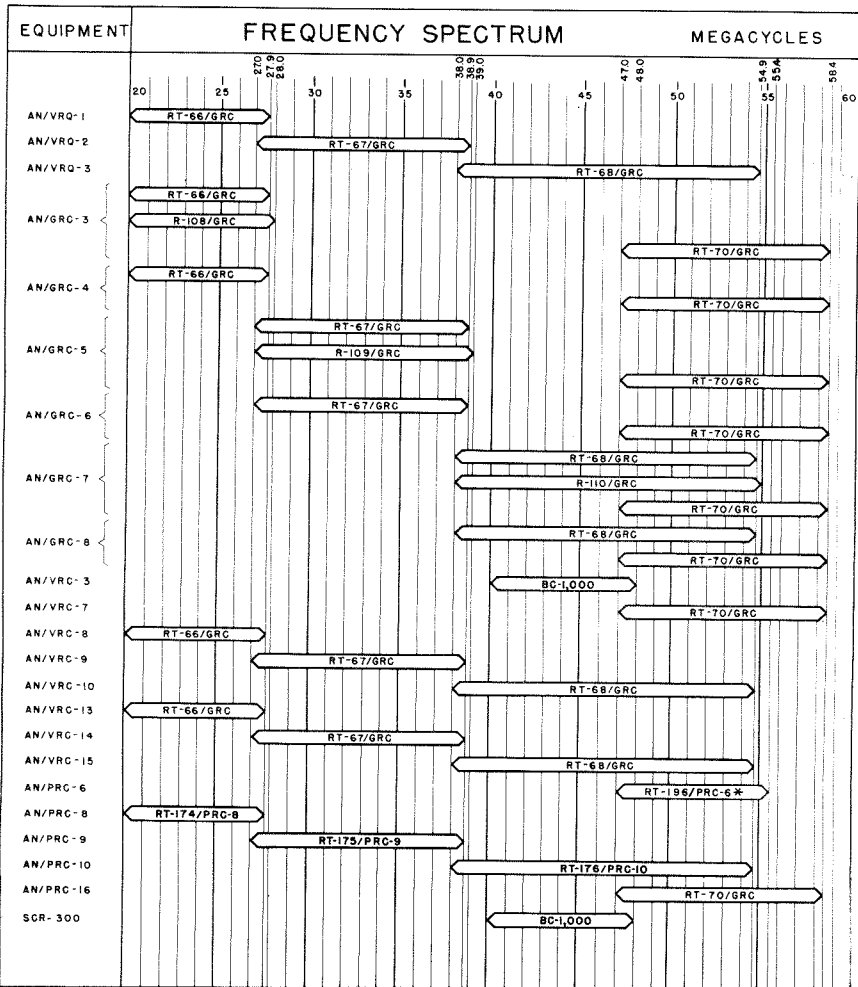 EQUIPMENT FREQUENCY SPECTRUM MEGACYCLES
27.0 27.9 28.0 38.0 38.9 39.0 47.0 48.0 54.9 55.4 58.4
20 25 30 35 40 45 50 55 60
AN/VRQ-1 RT-66/GRC
AN/VRQ-2 RT-67/GRC
AN/VRQ-3 RT-68/GRC
RT-66/GRC
AN/GRC-3 R-108/GRC
RT-70/GRC
RT-66/GRC
AN/GRC-4
RT-70/GRC
RT-67/GRC
AN/GRC-5 R-109/GRC
RT-70/GRC
RT-67/GRC
AN/GRC-6
RT-70/GRC
RT-68/GRC
AN/GRC-7 R-110/GRC
RT-70/GRC
RT-68/GRC
AN/GRC-8
RT-70/GRC
AN/VRC-3 BC-1,000
AN/VRC-7 RT-70/GRC
AN/VRC-8 RT-66/GRC
AN/VRC-9 RT-67/GRC
AN/VRC-10 RT-68/GRC
AN/VRC-13 RT-66/GRC
AN/VRC-14 RT-67/GRC
AN/VRC-15 RT-68/GRC
AN/PRC-6 RT-196/PRC-6*
AN/PRC-8 RT-174/PRC-8
AN/PRC-9 RT-175/PRC-9
AN/PRC-10 RT-176/PRC-10
AN/PRC-16 RT-70/GRC
SCR-300 BC-1,000